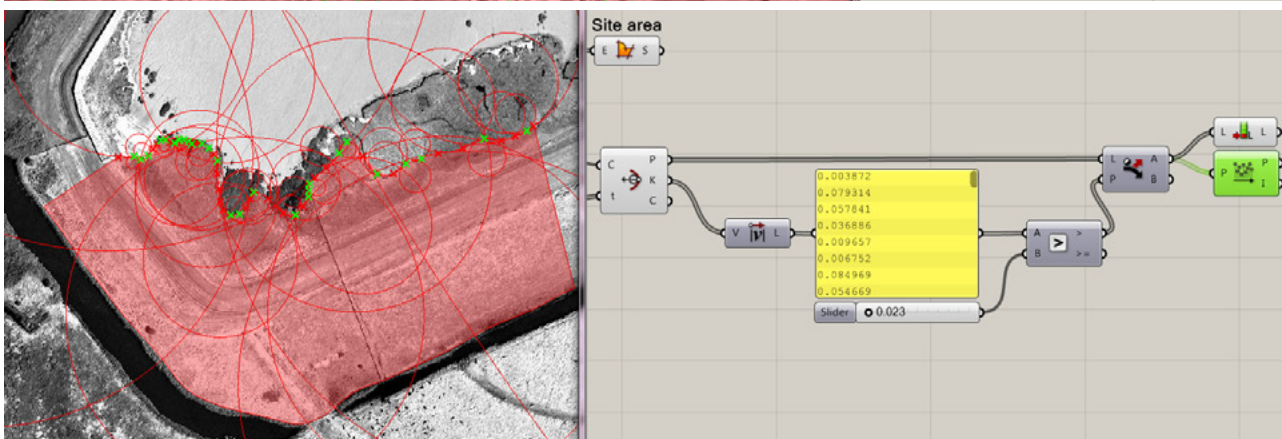 Site area
E S
L L
C t P K C
L P A B
P P I
0.003872
0.079314
0.057841
0.036886
0.009657
0.006752
0.084969
0.054669
V |v| L
A B > > >=
Slider 0.023